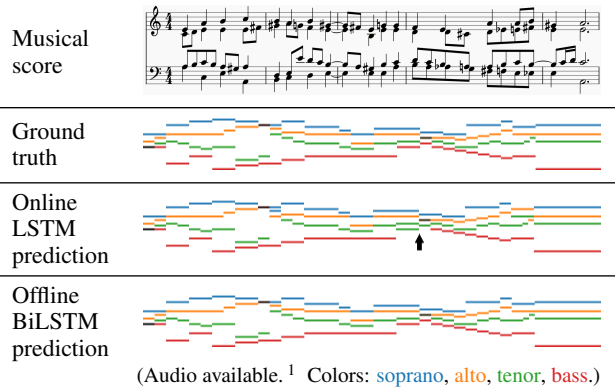 Musical
score
Ground
truth
Online
LSTM
prediction
Offline
BiLSTM
prediction
(Audio available. 1 Colors: soprano, alto, tenor, bass.)